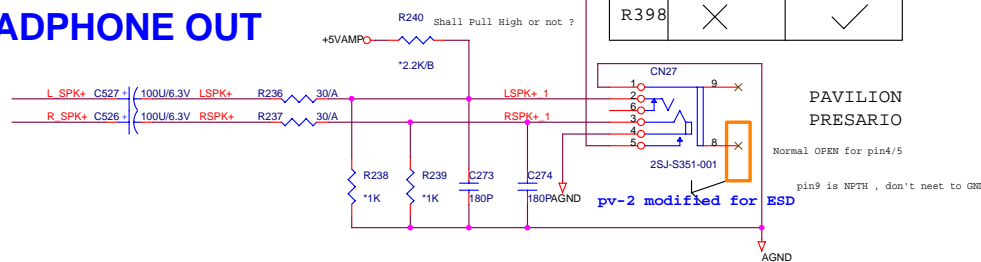 ADPHONE OUT
R240
Shall Pull High or not ?
+5VAMP
*2.2K/B
R398
CN27
L_SPK+ C527 + 100U/6.3V LSPK+ R236 30/A LSPK+_1
R_SPK+ C526 + 100U/6.3V RSPK+ R237 30/A RSPK+_1
1
2
6
3
4
5
9
8
2SJ-S351-001
PAVILION
PRESARIO
Normal OPEN for pin4/5
pin9 is NPTH , don't neet to GN
R238
*1K
R239
*1K
C273
180P
C274
180P
AGND
pv-2 modified for ESD
AGND